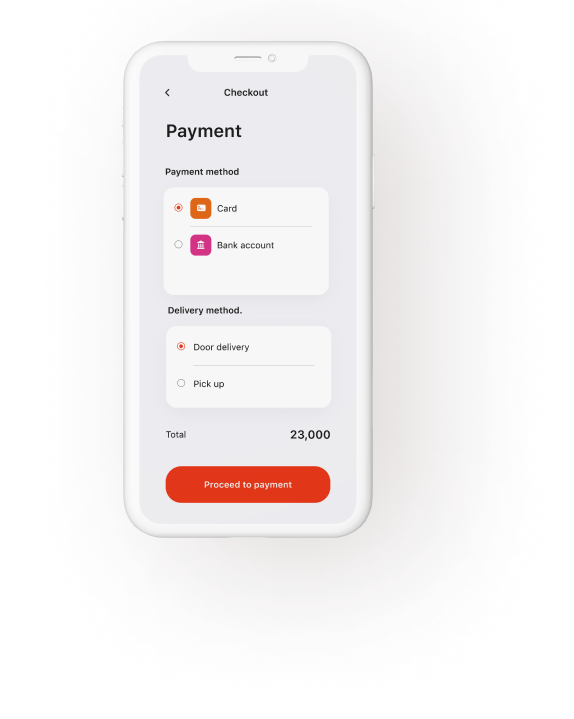 Checkout
Payment
Payment method
Card
Bank account
Delivery method.
Door delivery
Pick up
Total 23,000
Proceed to payment